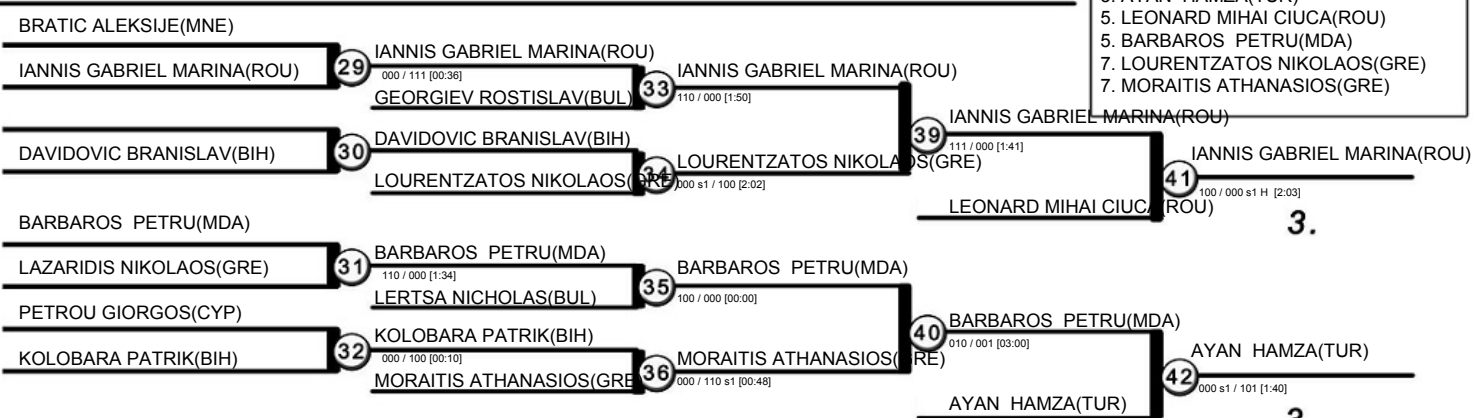 3. AYAN HAMZA(TUR)
5. LEONARD MIHAI CIUCA(ROU)
5. BARBAROS PETRU(MDA)
7. LOURENTZATOS NIKOLAOS(GRE)
7. MORAITIS ATHANASIOS(GRE)
BRATIC ALEKSIJE(MNE)
IANNIS GABRIEL MARINA(ROU)
29
IANNIS GABRIEL MARINA(ROU)
000 / 111 [00:36]
GEORGIEV ROSTISLAV(BUL)
33
IANNIS GABRIEL MARINA(ROU)
110 / 000 [1:50]
DAVIDOVIC BRANISLAV(BIH)
30
DAVIDOVIC BRANISLAV(BIH)
LOURENTZATOS NIKOLAOS(GRE)
34
LOURENTZATOS NIKOLAOS(GRE)
000 s1 / 100 [2:02]
39
IANNIS GABRIEL MARINA(ROU)
111 / 000 [1:41]
LEONARD MIHAI CIUCA(ROU)
41
IANNIS GABRIEL MARINA(ROU)
100 / 000 s1 H [2:03]
3.
BARBAROS PETRU(MDA)
LAZARIDIS NIKOLAOS(GRE)
31
BARBAROS PETRU(MDA)
110 / 000 [1:34]
LERTSA NICHOLAS(BUL)
35
BARBAROS PETRU(MDA)
100 / 000 [00:00]
PETROU GIORGOS(CYP)
KOLOBARA PATRIK(BIH)
32
KOLOBARA PATRIK(BIH)
000 / 100 [00:10]
MORAITIS ATHANASIOS(GRE)
36
MORAITIS ATHANASIOS(GRE)
000 / 110 s1 [00:48]
40
BARBAROS PETRU(MDA)
010 / 001 [03:00]
AYAN HAMZA(TUR)
42
AYAN HAMZA(TUR)
000 s1 / 101 [1:40]